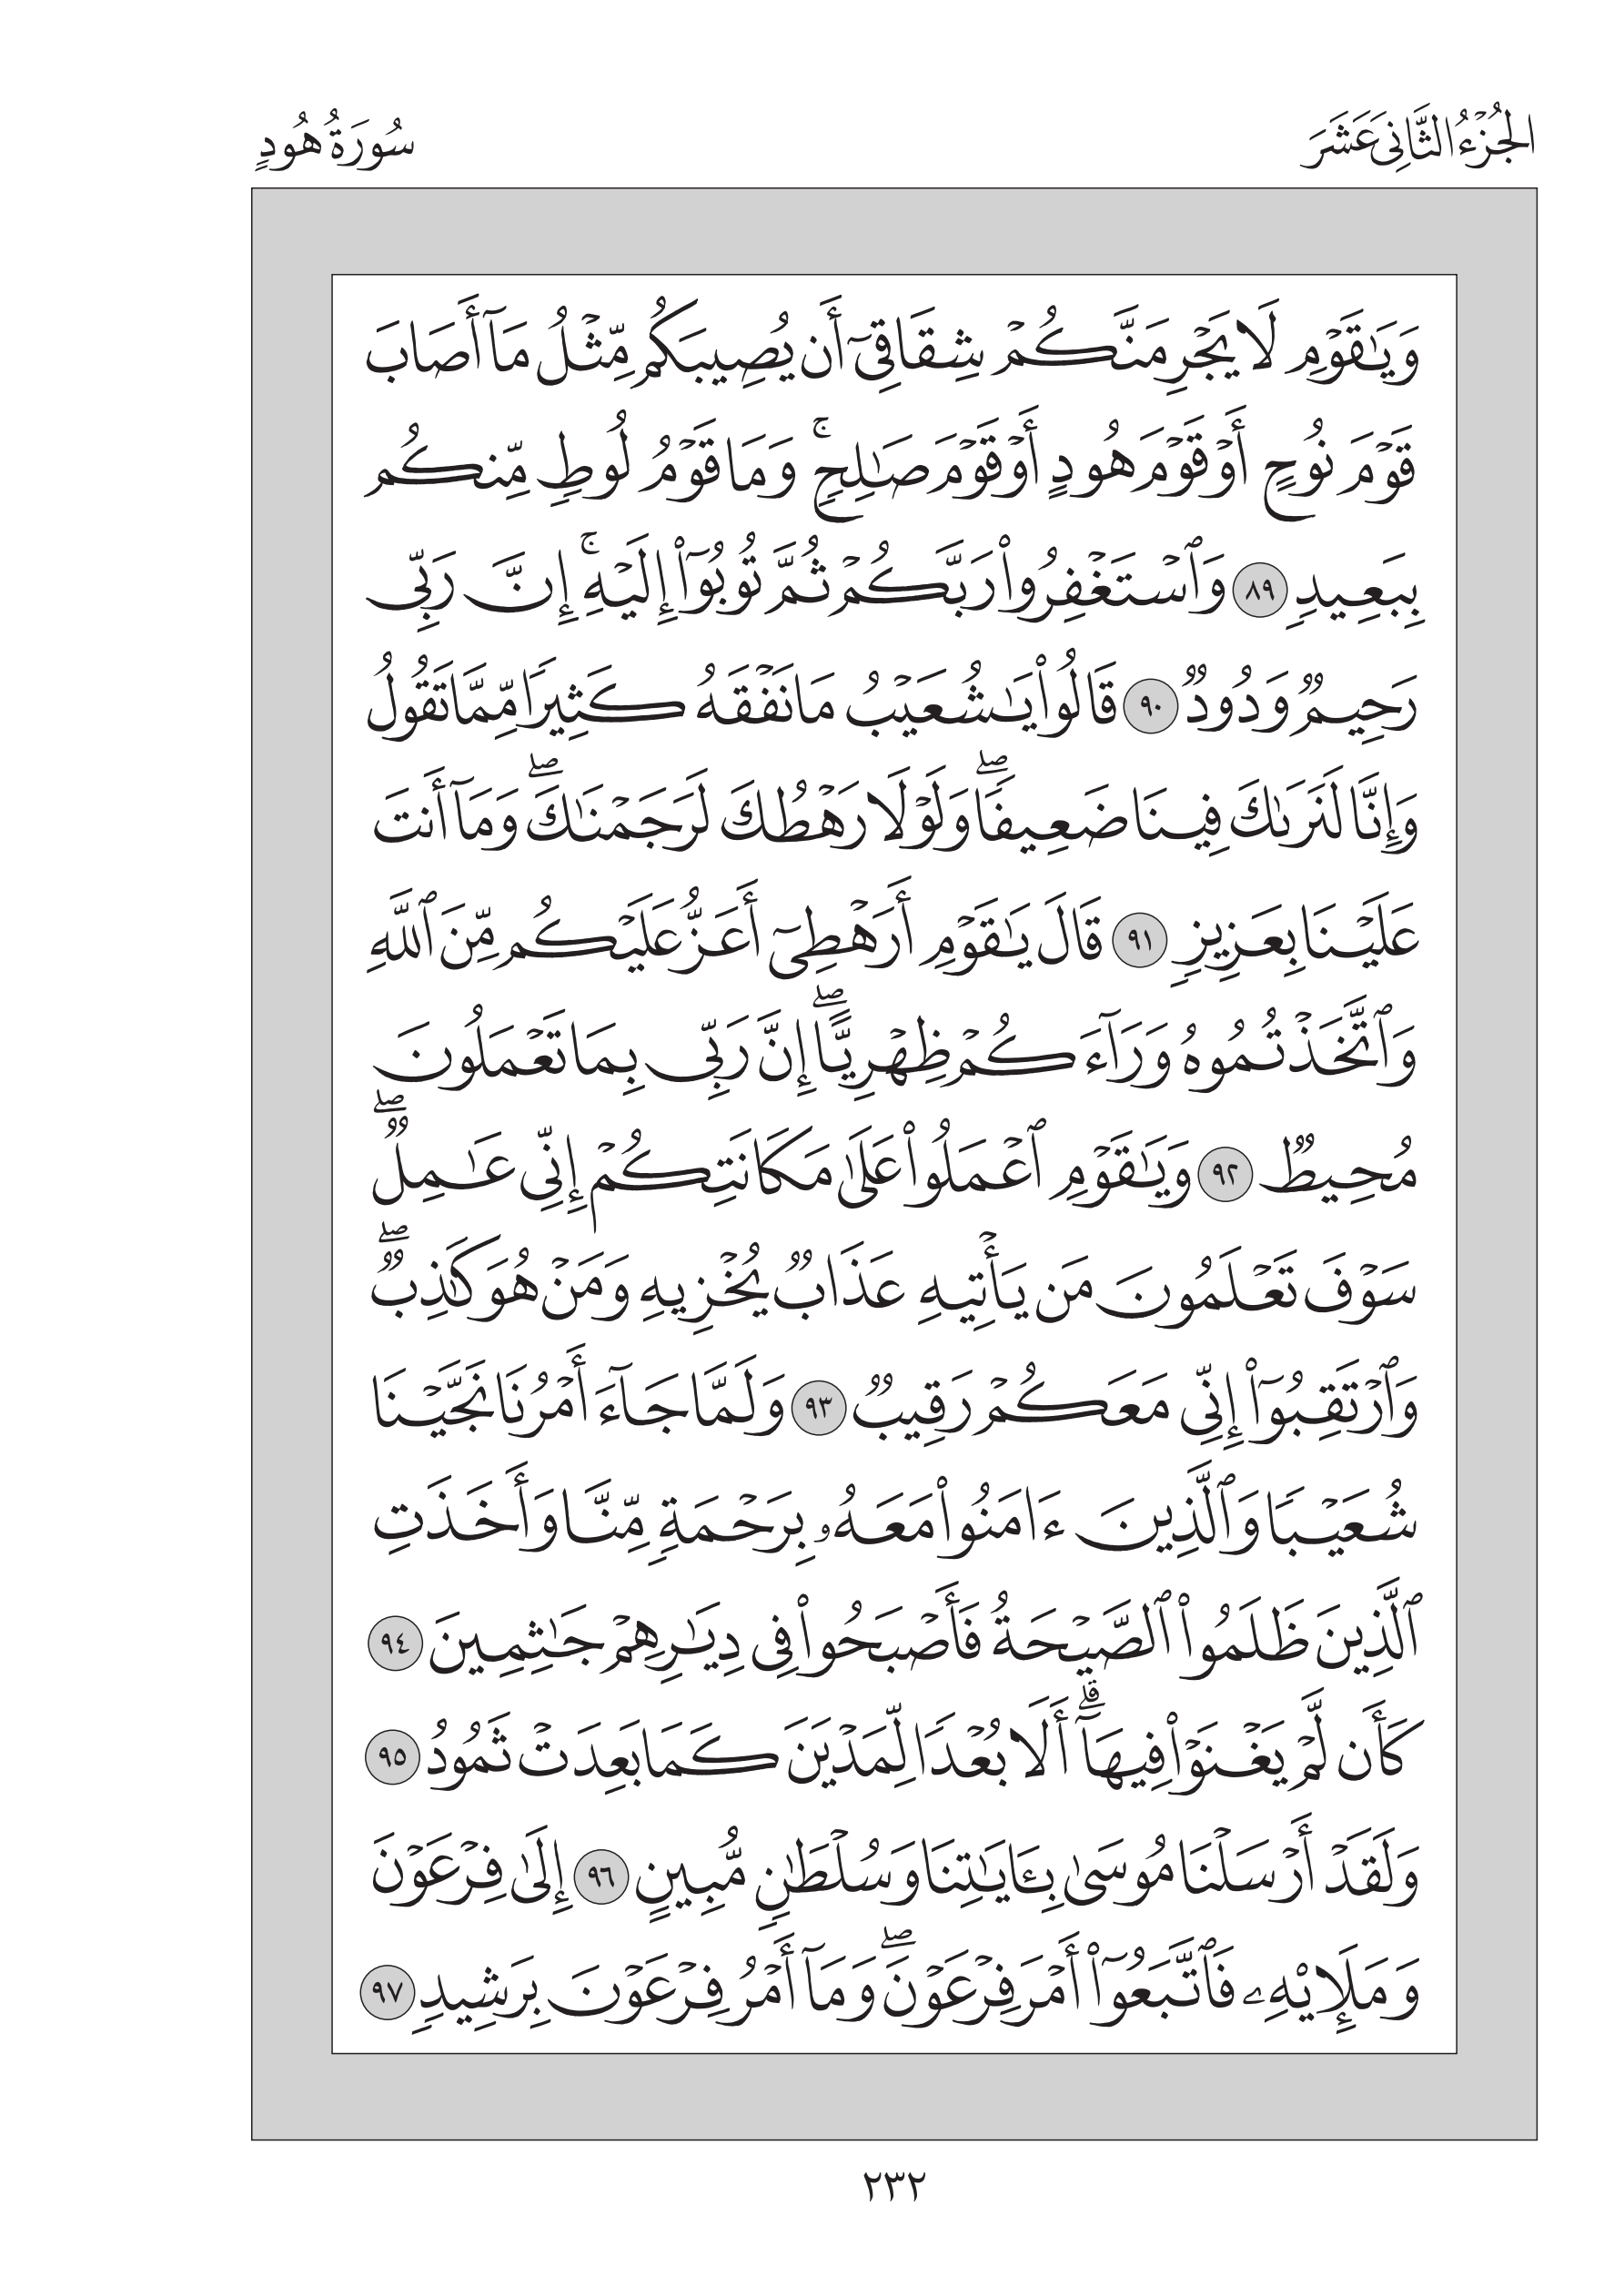 الجُزْءُ الثَّانِيَ عَشَرَ
سُورَةُ هُودٍ
وَيَٰقَوْمِ لَا يَجْرِمَنَّكُمْ شِقَاقِىٓ أَن يُصِيبَكُم مِّثْلُ مَآ أَصَابَ
قَوْمَ نُوحٍ أَوْ قَوْمَ هُودٍ أَوْ قَوْمَ صَٰلِحٍۚ وَمَا قَوْمُ لُوطٍ مِّنكُم
بِبَعِيدٍ ٨٩ وَٱسْتَغْفِرُوا۟ رَبَّكُمْ ثُمَّ تُوبُوٓا۟ إِلَيْهِۚ إِنَّ رَبِّى
رَحِيمٌ وَدُودٌ ٩٠ قَالُوا۟ يَٰشُعَيْبُ مَا نَفْقَهُ كَثِيرًا مِّمَّا تَقُولُ
وَإِنَّا لَنَرَىٰكَ فِينَا ضَعِيفًاۖ وَلَوْلَا رَهْطُكَ لَرَجَمْنَٰكَۖ وَمَآ أَنتَ
عَلَيْنَا بِعَزِيزٍ ٩١ قَالَ يَٰقَوْمِ أَرَهْطِىٓ أَعَزُّ عَلَيْكُم مِّنَ ٱللَّهِ
وَٱتَّخَذْتُمُوهُ وَرَآءَكُمْ ظِهْرِيًّاۖ إِنَّ رَبِّى بِمَا تَعْمَلُونَ
مُحِيطٌ ٩٢ وَيَٰقَوْمِ ٱعْمَلُوا۟ عَلَىٰ مَكَانَتِكُمْ إِنِّى عَٰمِلٌۖ
سَوْفَ تَعْلَمُونَ مَن يَأْتِيهِ عَذَابٌ يُخْزِيهِ وَمَنْ هُوَ كَٰذِبٌۖ
وَٱرْتَقِبُوٓا۟ إِنِّى مَعَكُمْ رَقِيبٌ ٩٣ وَلَمَّا جَآءَ أَمْرُنَا نَجَّيْنَا
شُعَيْبًا وَٱلَّذِينَ ءَامَنُوا۟ مَعَهُۥ بِرَحْمَةٍ مِّنَّا وَأَخَذَتِ
ٱلَّذِينَ ظَلَمُوا۟ ٱلصَّيْحَةُ فَأَصْبَحُوا۟ فِى دِيَٰرِهِمْ جَٰثِمِينَ ٩٤
كَأَن لَّمْ يَغْنَوْا۟ فِيهَآۗ أَلَا بُعْدًا لِّمَدْيَنَ كَمَا بَعِدَتْ ثَمُودُ ٩٥
وَلَقَدْ أَرْسَلْنَا مُوسَىٰ بِـَٔايَٰتِنَا وَسُلْطَٰنٍ مُّبِينٍ ٩٦ إِلَىٰ فِرْعَوْنَ
وَمَلَإِي۟هِۦ فَٱتَّبَعُوٓا۟ أَمْرَ فِرْعَوْنَۖ وَمَآ أَمْرُ فِرْعَوْنَ بِرَشِيدٍ ٩٧
٢٣٢